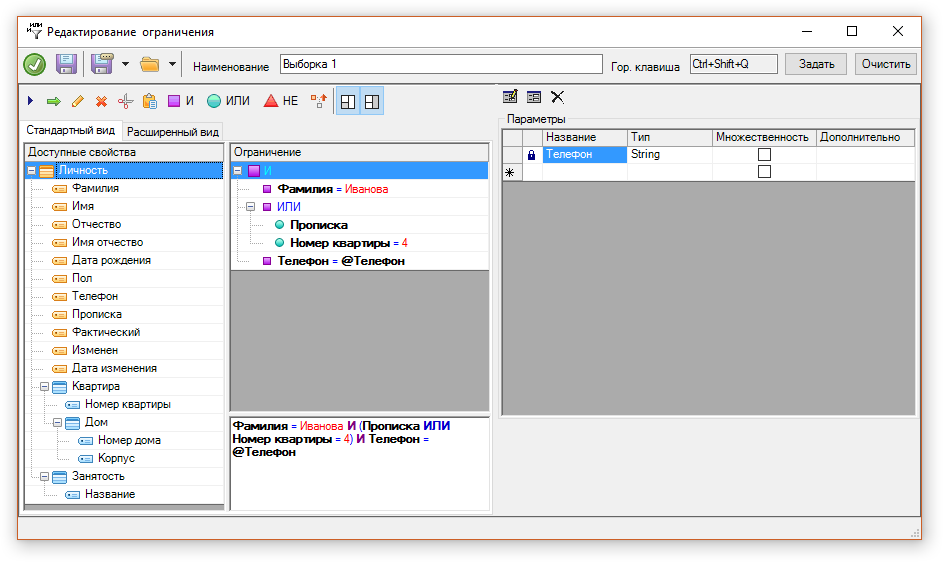 Редактирование ограничения
Наименование Выборка 1 Гор. клавиша Ctrl+Shift+Q Задать Очистить
И ИЛИ НЕ
Стандартный вид Расширенный вид
Доступные свойства
Личность
Фамилия
Имя
Отчество
Имя отчество
Дата рождения
Пол
Телефон
Прописка
Фактический
Изменен
Дата изменения
Квартира
Номер квартиры
Дом
Номер дома
Корпус
Занятость
Название
Ограничение
И
Фамилия = Иванова
ИЛИ
Прописка
Номер квартиры = 4
Телефон = @Телефон
Фамилия = Иванова И (Прописка ИЛИ
Номер квартиры = 4) И Телефон =
@Телефон
Параметры
Название Тип Множественность Дополнительно
Телефон String